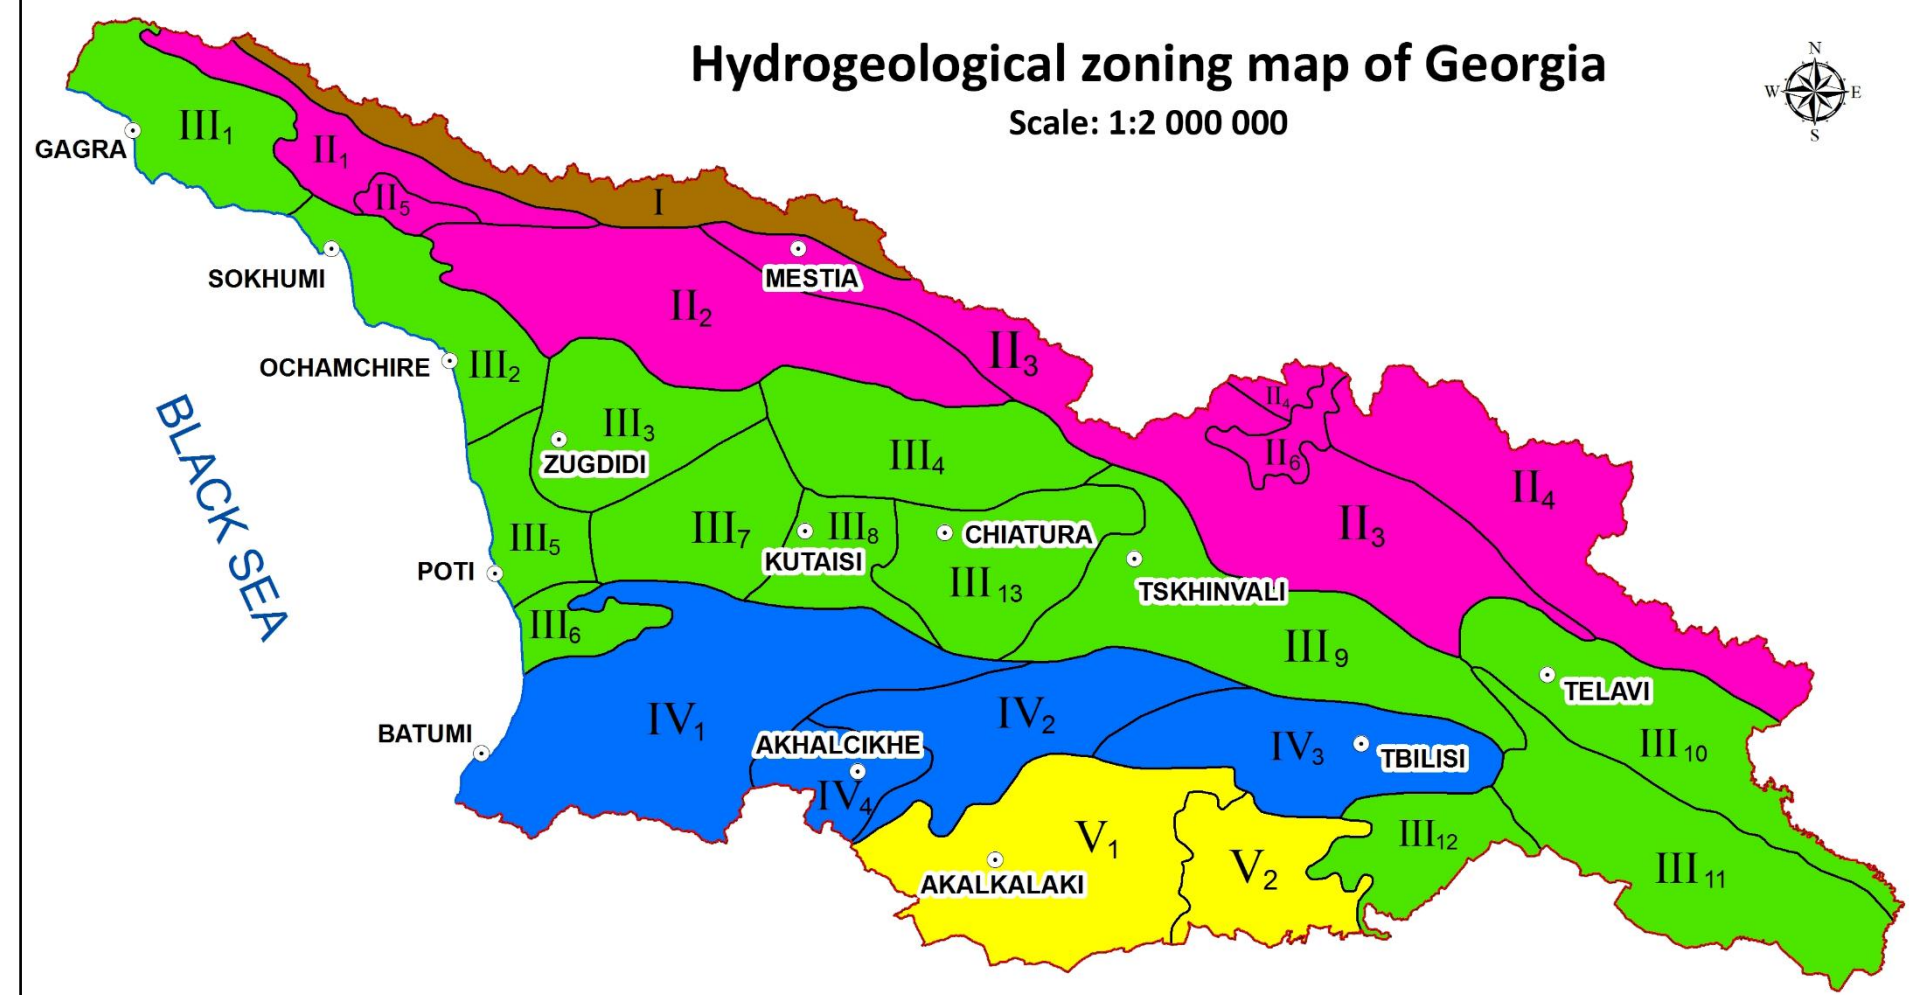 Hydrogeological zoning map of Georgia
Scale: 1:2 000 000
N
W E
S
III1
GAGRA
II1
II5
I
SOKHUMI
MESTIA
II2
II3
OCHAMCHIRE
III2
II4
BLACK SEA
III3
ZUGDIDI
III4
II6
II4
III5
III7
III8
KUTAISI
CHIATURA
II3
POTI
III13
TSKHINVALI
III6
III9
TELAVI
BATUMI
IV1
IV2
AKHALCIKHE
IV4
IV3
TBILISI
III10
V1
AKALKALAKI
V2
III12
III11